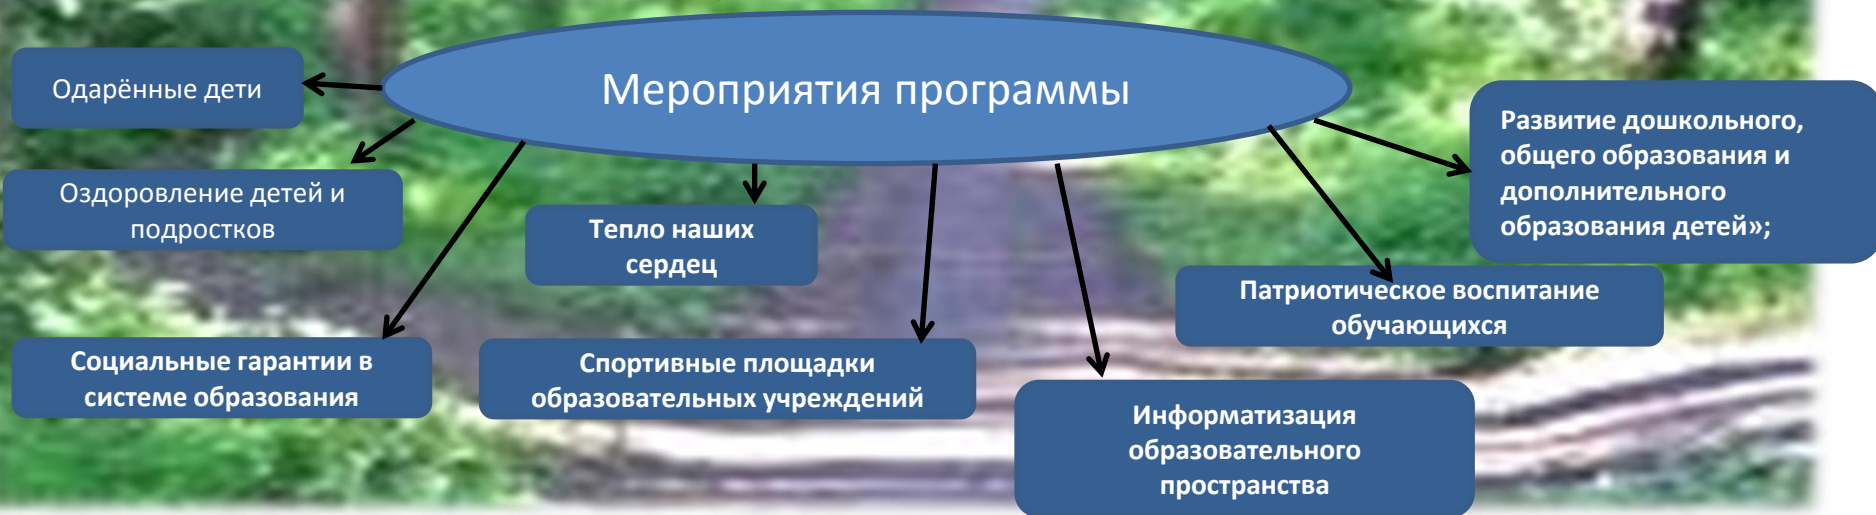 Мероприятия программы
Одарённые дети
Оздоровление детей и
подростков
Социальные гарантии в
системе образования
Тепло наших
сердец
Спортивные площадки
образовательных учреждений
Информатизация
образовательного
пространства
Патриотическое воспитание
обучающихся
Развитие дошкольного,
общего образования и
дополнительного
образования детей»;